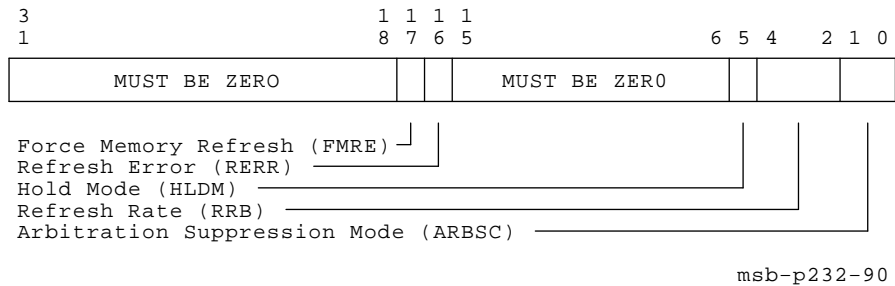 3 1 1 1 1
1 8 7 6 5 6 5 4 2 1 0
MUST BE ZERO MUST BE ZER0
Force Memory Refresh (FMRE)
Refresh Error (RERR)
Hold Mode (HLDM)
Refresh Rate (RRB)
Arbitration Suppression Mode (ARBSC)
msb-p232-90